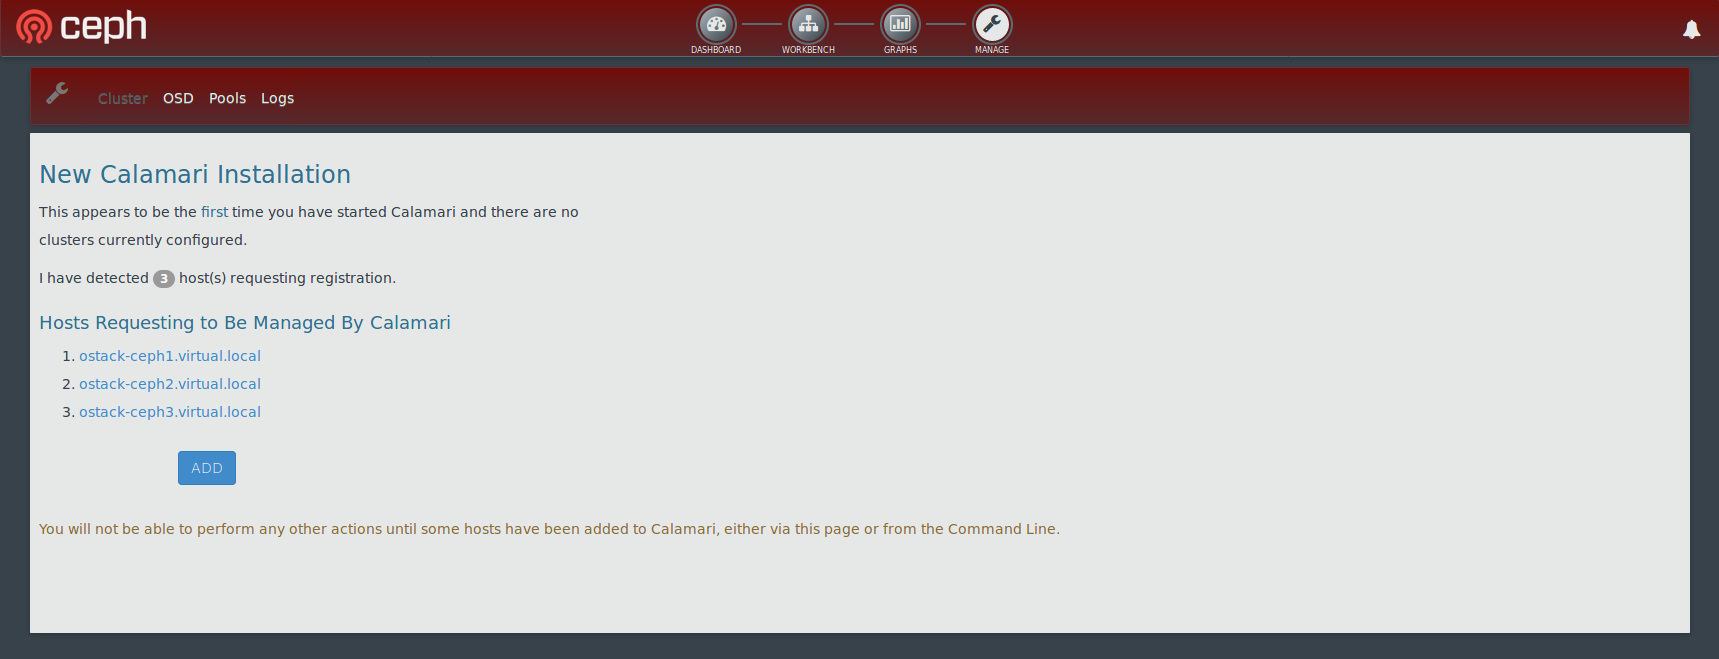 ceph
DASHBOARD
WORKBENCH
GRAPHS
MANAGE
Cluster OSD Pools Logs
New Calamari Installation
This appears to be the first time you have started Calamari and there are no
clusters currently configured.
I have detected 3 host(s) requesting registration.
Hosts Requesting to Be Managed By Calamari
1. ostack-ceph1.virtual.local
2. ostack-ceph2.virtual.local
3. ostack-ceph3.virtual.local
ADD
You will not be able to perform any other actions until some hosts have been added to Calamari, either via this page or from the Command Line.